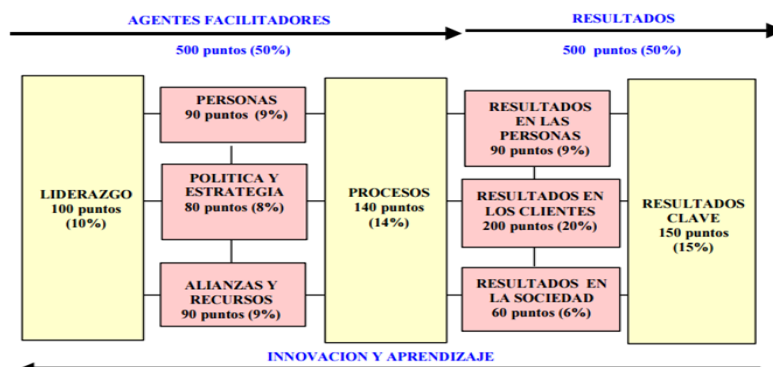 AGENTES FACILITADORES
500 puntos (50%)
RESULTADOS
500 puntos (50%)
LIDERAZGO
100 puntos
(10%)
PERSONAS
90 puntos (9%)
POLITICA Y
ESTRATEGIA
80 puntos (8%)
ALIANZAS Y
RECURSOS
90 puntos (9%)
PROCESOS
140 puntos
(14%)
RESULTADOS
EN LAS
PERSONAS
90 puntos (9%)
RESULTADOS EN
LOS CLIENTES
200 puntos (20%)
RESULTADOS EN
LA SOCIEDAD
60 puntos (6%)
RESULTADOS
CLAVE
150 puntos
(15%)
INNOVACION Y APRENDIZAJE